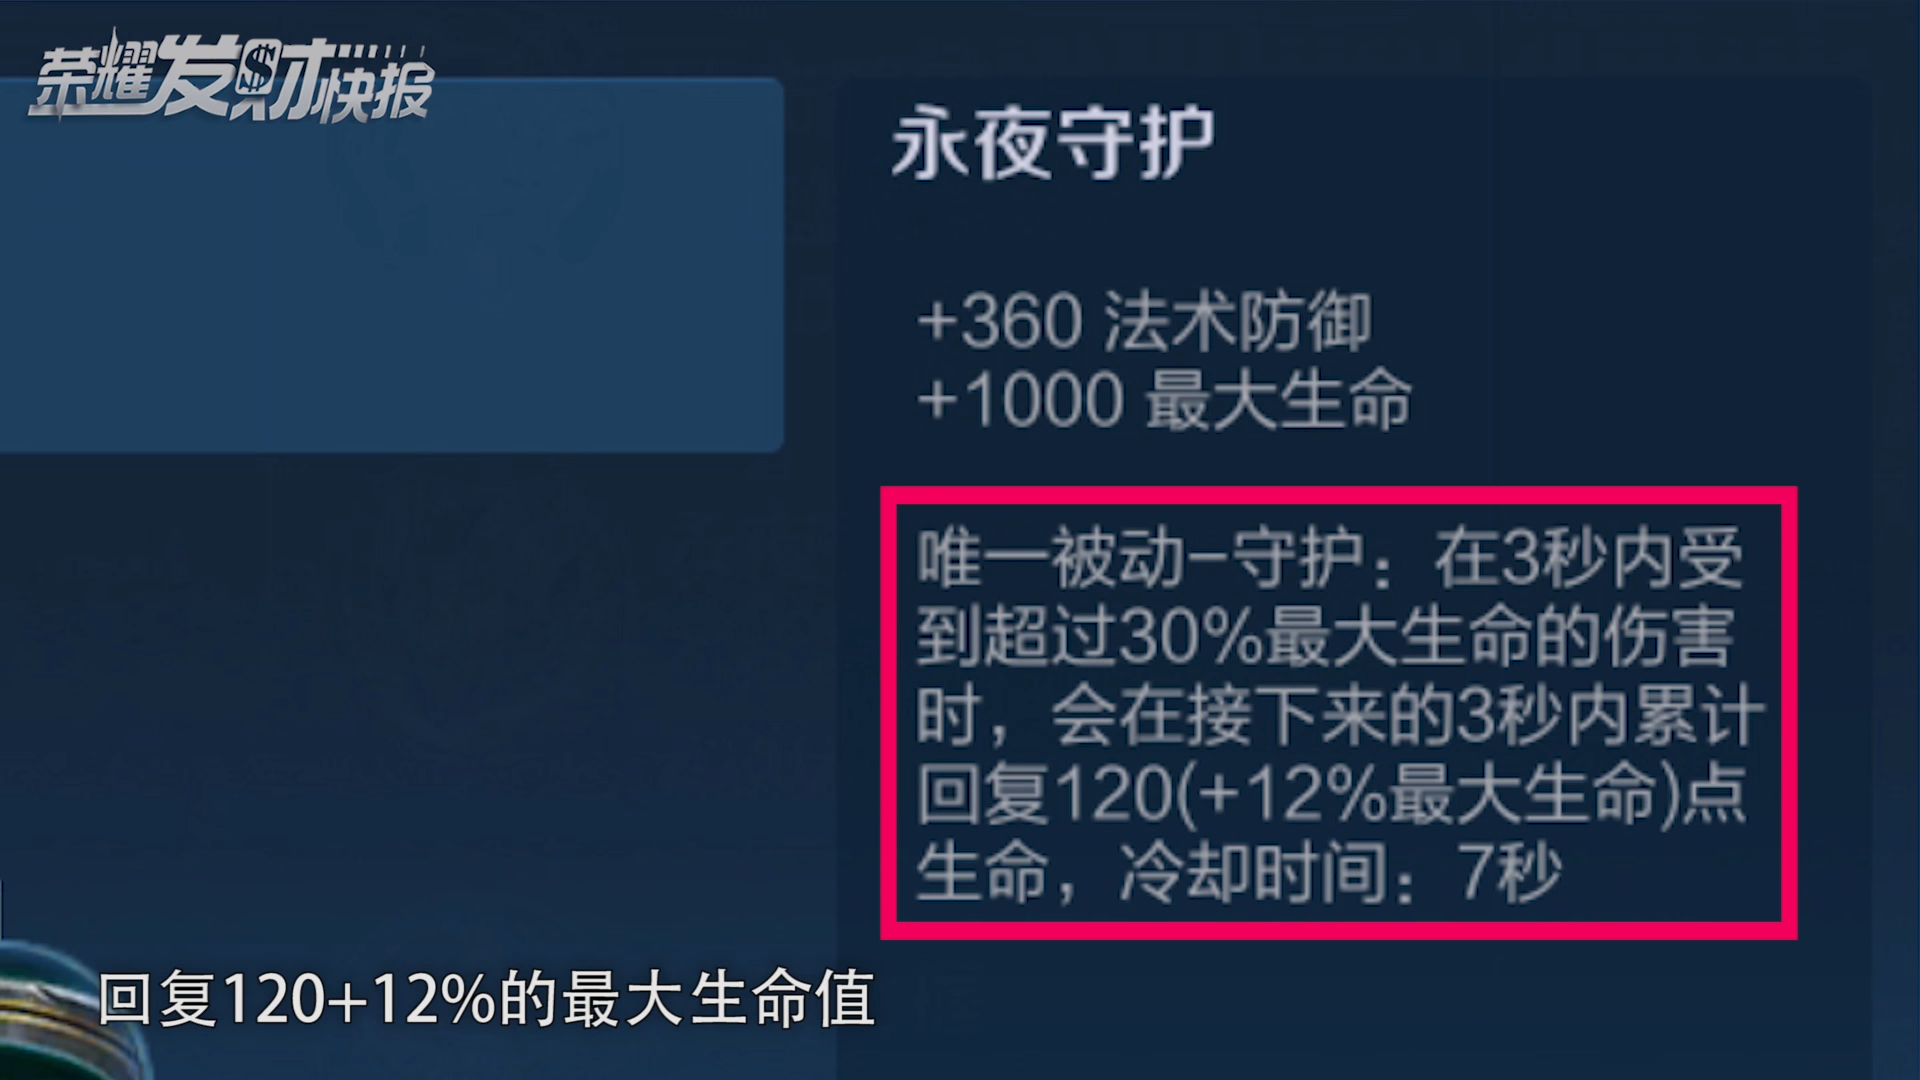 荣耀发财快报
永夜守护
+360 法术防御
+1000 最大生命
唯一被动-守护：在3秒内受
到超过30%最大生命的伤害
时，会在接下来的3秒内累计
回复120(+12%最大生命)点
生命，冷却时间：7秒
回复120+12%的最大生命值